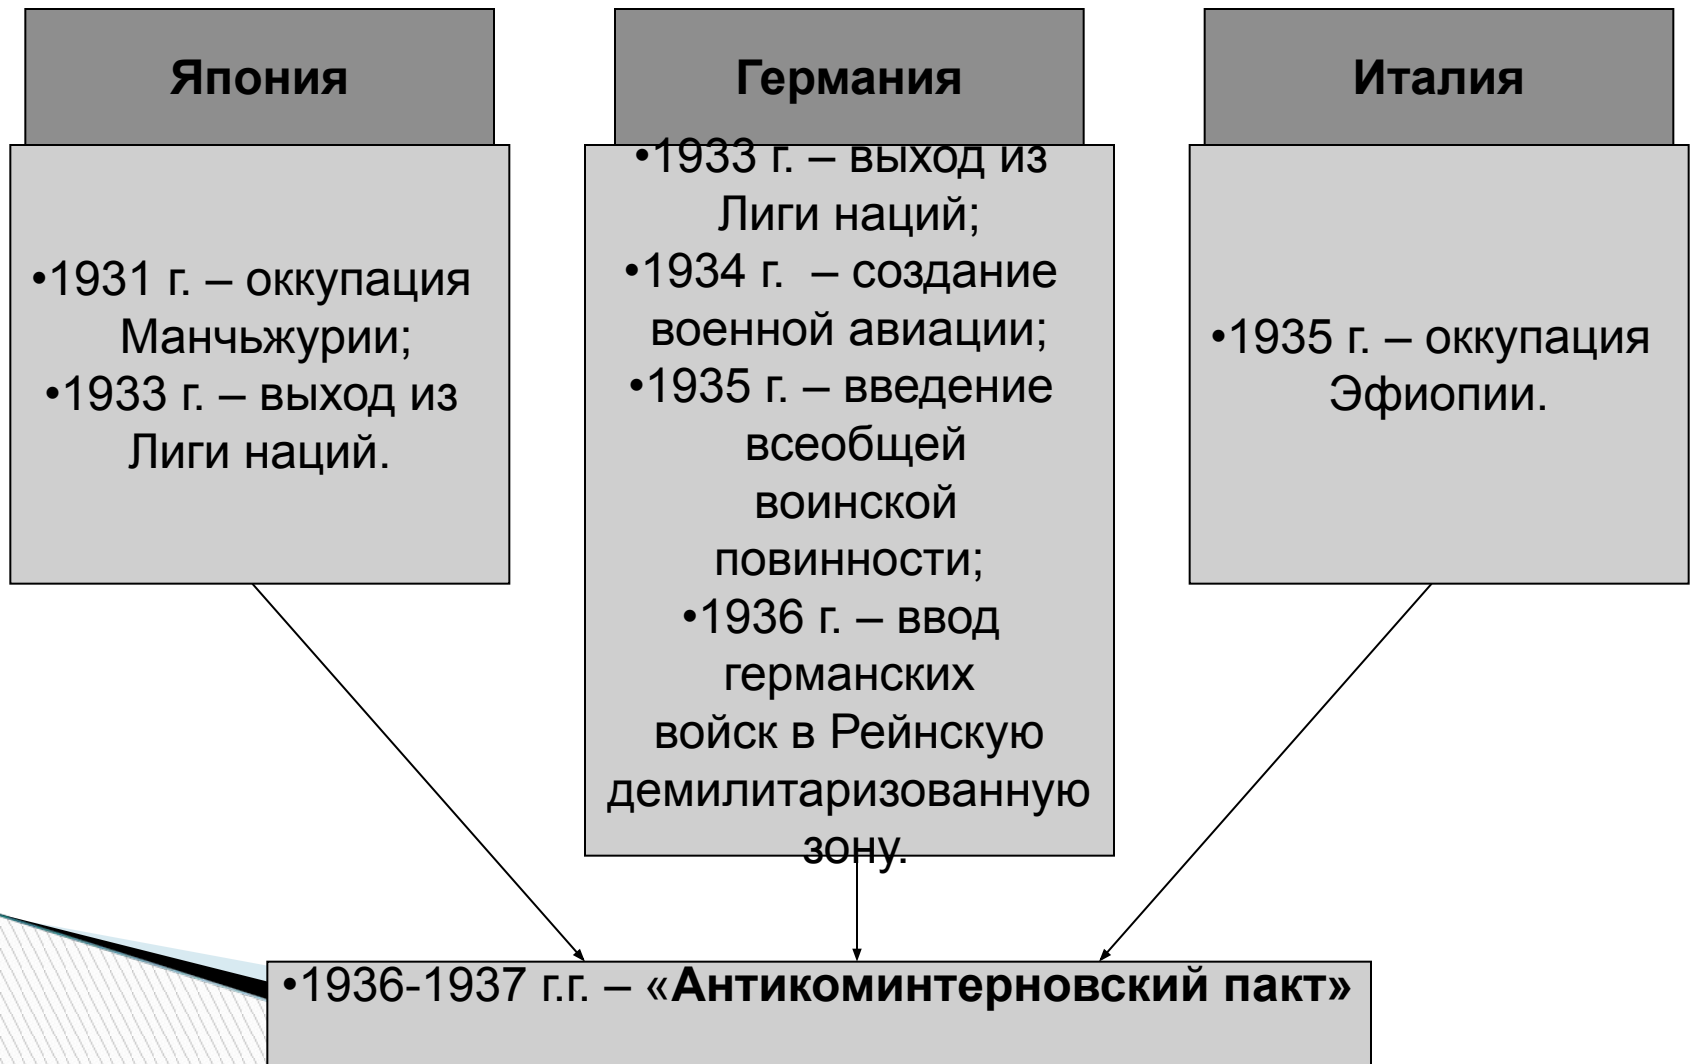 Япония
•1931 г. – оккупация
Манчьжурии;
•1933 г. – выход из
Лиги наций.
Германия
•1933 г. – выход из
Лиги наций;
•1934 г. – создание
военной авиации;
•1935 г. – введение
всеобщей
воинской
повинности;
•1936 г. – ввод
германских
войск в Рейнскую
демилитаризованную
зону.
Италия
•1935 г. – оккупация
Эфиопии.
•1936-1937 г.г. – «Антикоминтерновский пакт»